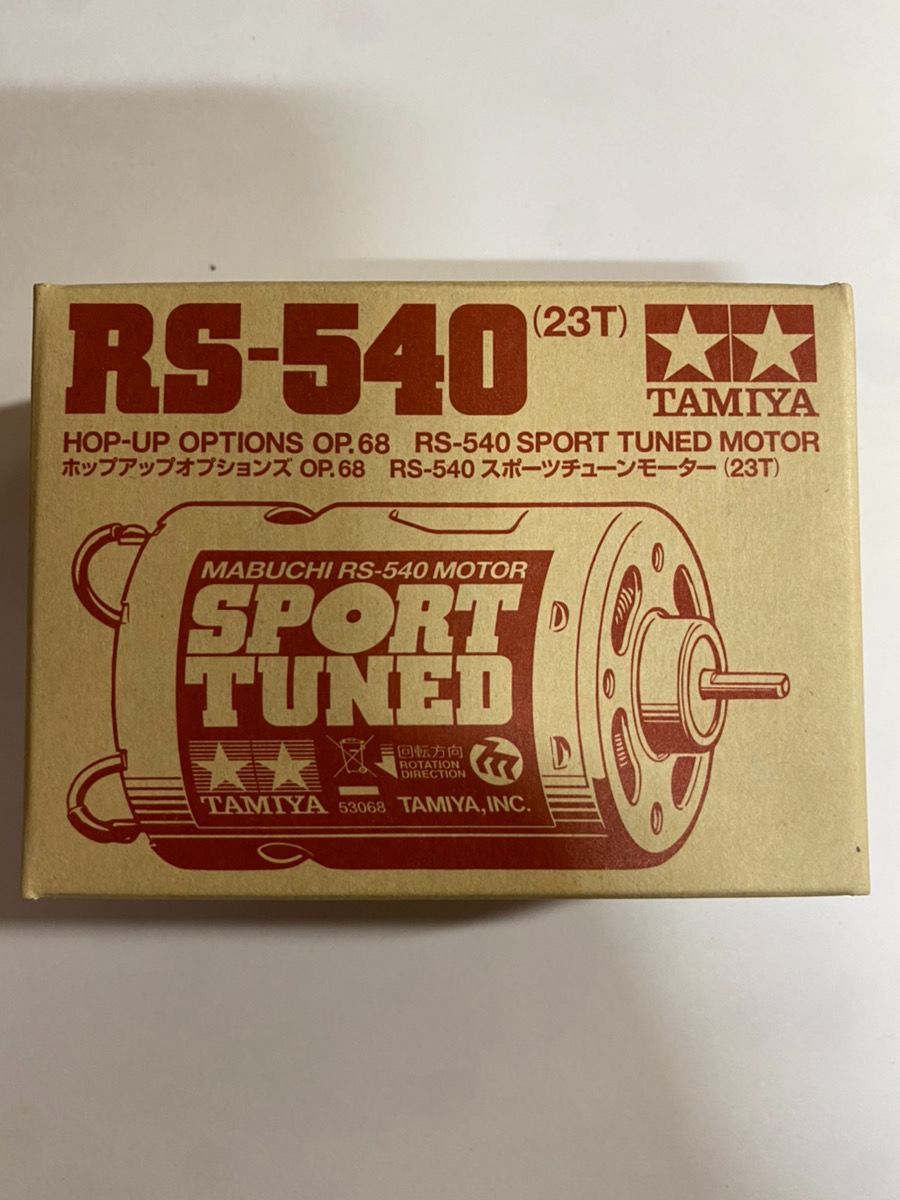 RS-540 (23T)
TAMIYA
HOP-UP OPTIONS OP.68 RS-540 SPORT TUNED MOTOR
ホップアップオプションズ OP.68 RS-540 スポーツチューンモーター (23T)
MABUCHI RS-540 MOTOR
SPORT
TUNED
回転方向
ROTATION
DIRECTION
TAMIYA 53068 TAMIYA, INC.